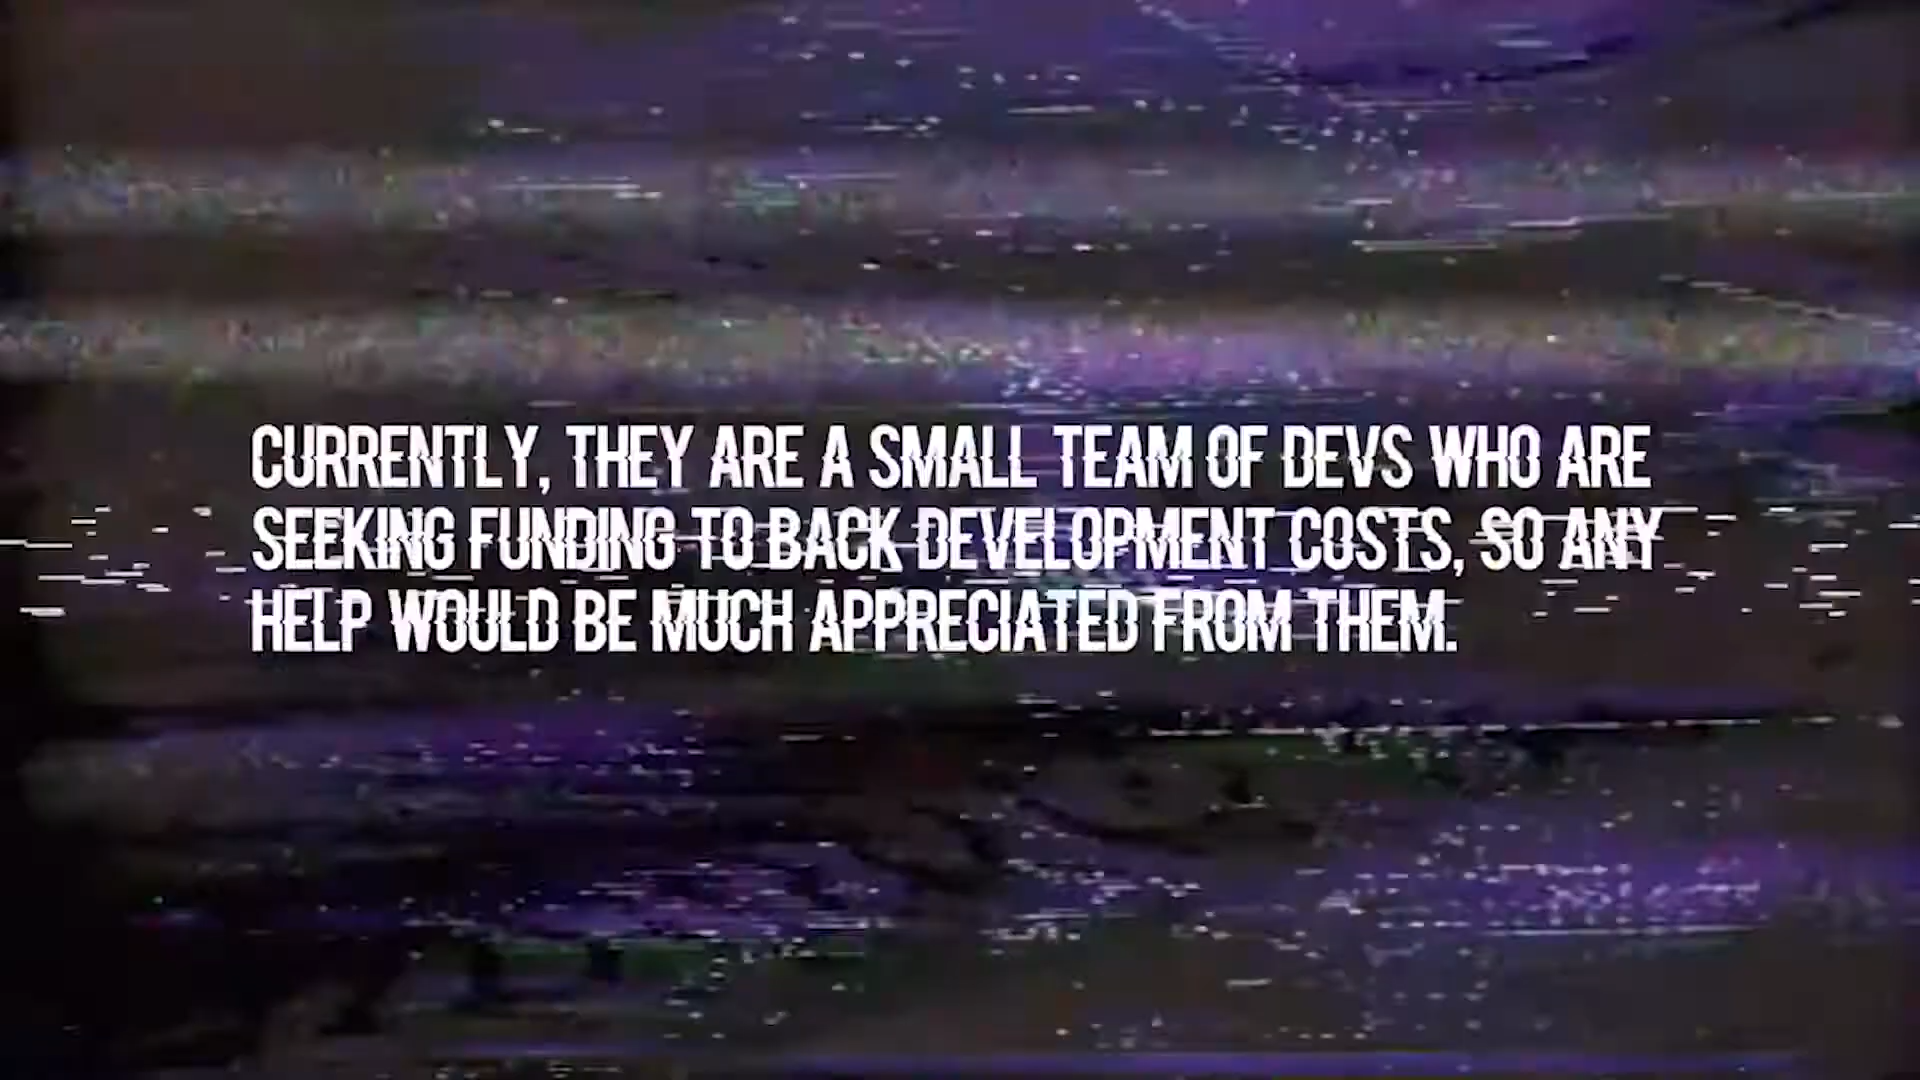 CURRENTLY, THEY ARE A SMALL TEAM OF DEVS WHO ARE
SEEKING FUNDING TO BACK DEVELOPMENT COSTS, SO ANY
HELP WOULD BE MUCH APPRECIATED FROM THEM.